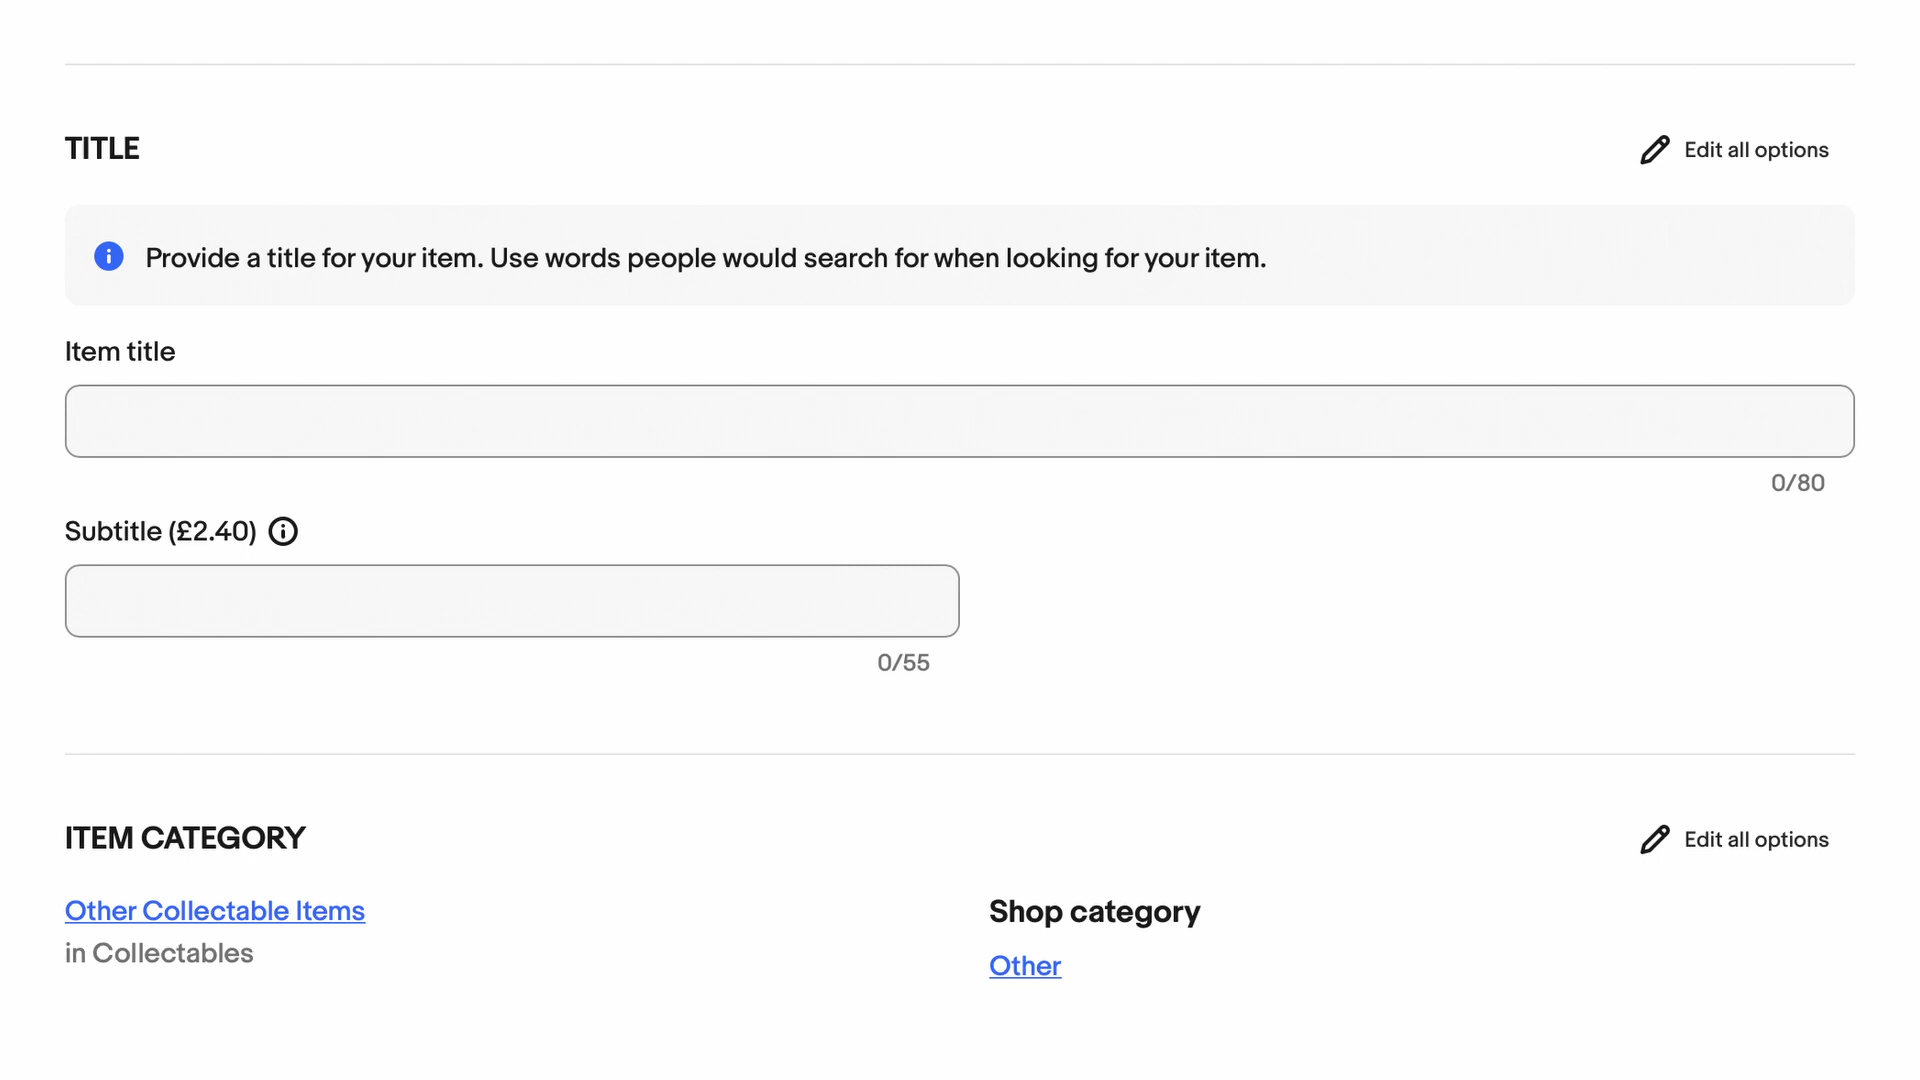 TITLE
Edit all options
Provide a title for your item. Use words people would search for when looking for your item.
Item title
0/80
Subtitle (£2.40)
0/55
ITEM CATEGORY
Edit all options
Other Collectable Items
in Collectables
Shop category
Other